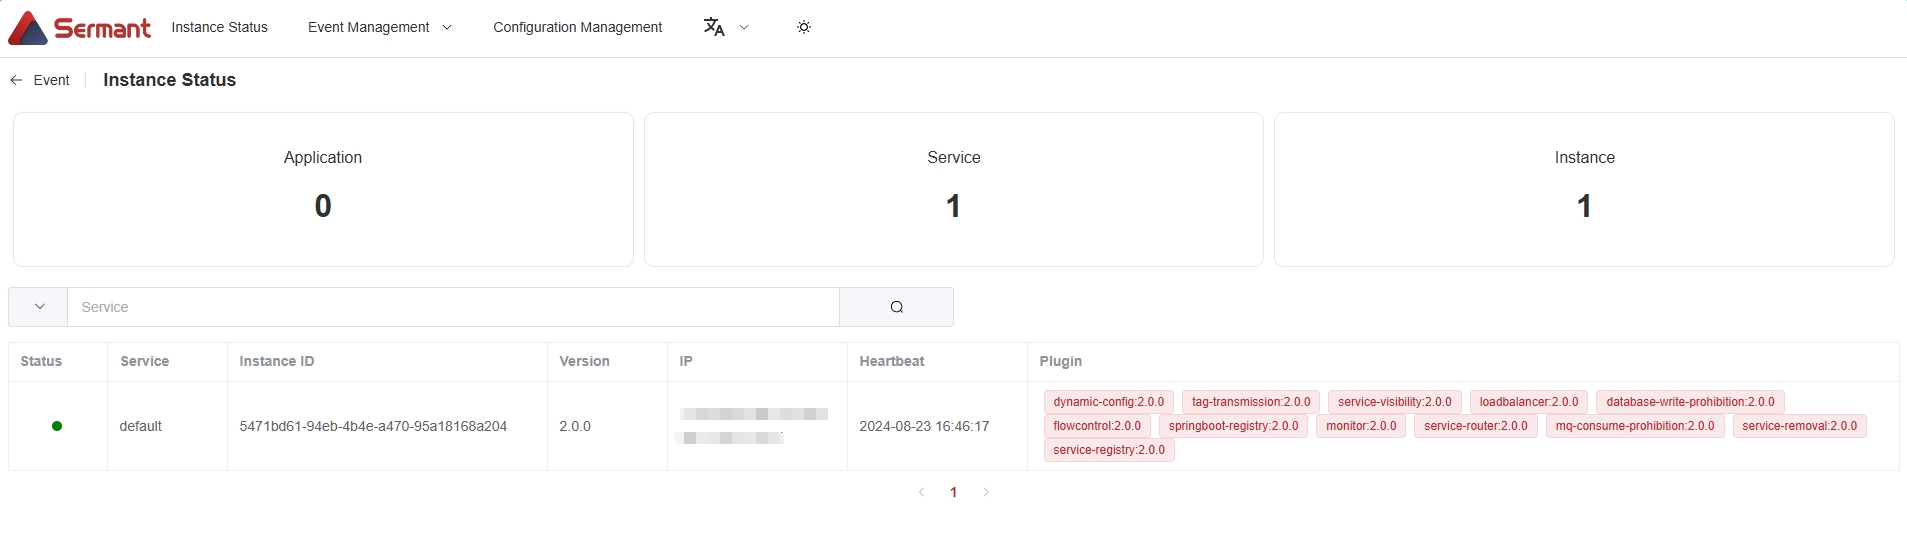 Sermant Instance Status Event Management Configuration Management 文A
Event Instance Status
Application Service Instance
0 1 1
Service
Status Service Instance ID Version IP Heartbeat Plugin
dynamic-config:2.0.0 tag-transmission:2.0.0 service-visibility:2.0.0 loadbalancer:2.0.0 database-write-prohibition:2.0.0
default 5471bd61-94eb-4b4e-a470-95a18168a204 2.0.0 2024-08-23 16:46:17 flowcontrol:2.0.0 springboot-registry:2.0.0 monitor:2.0.0 service-router:2.0.0 mq-consume-prohibition:2.0.0 service-removal:2.0.0
service-registry:2.0.0
1